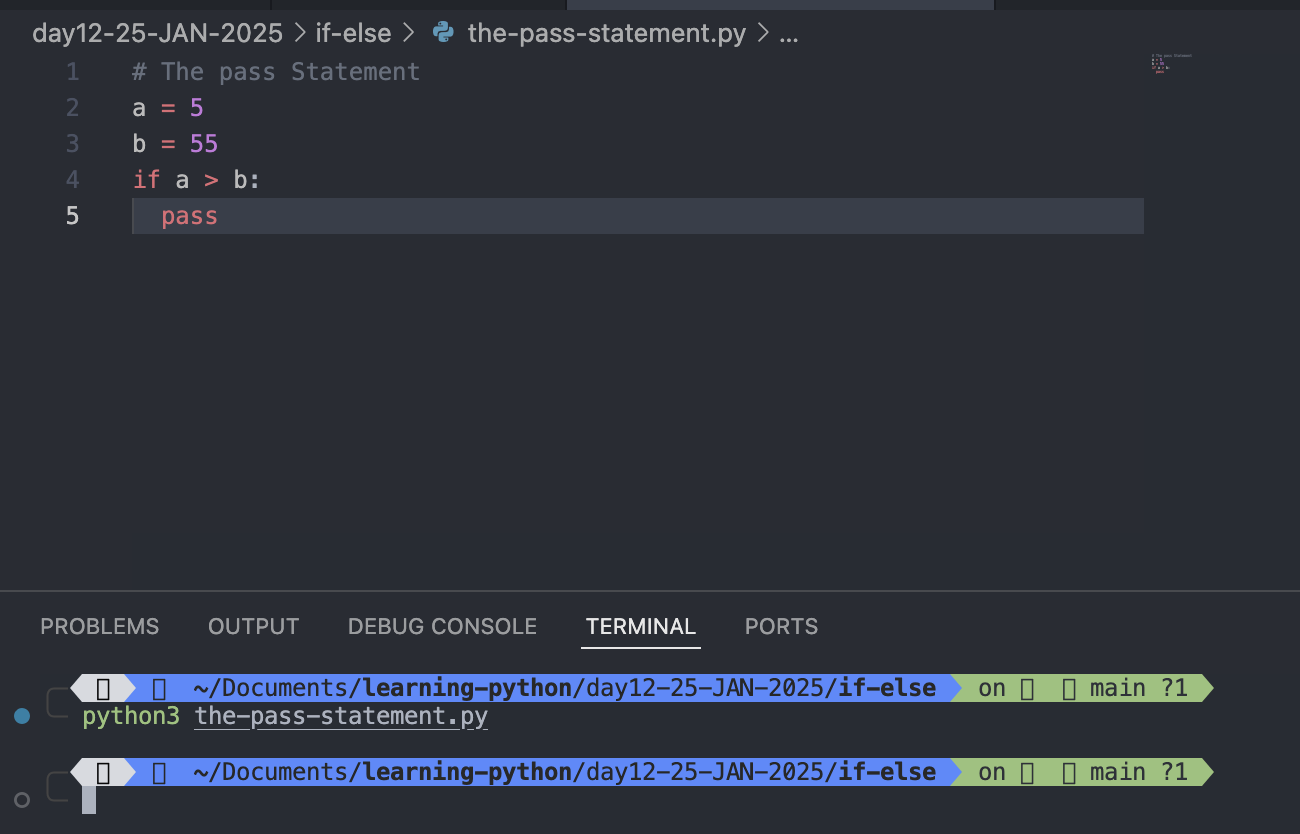 day12-25-JAN-2025 > if-else > the-pass-statement.py > ...
1 # The pass Statement
2 a = 5
3 b = 55
4 if a > b:
5   pass
PROBLEMS OUTPUT DEBUG CONSOLE TERMINAL PORTS
~/Documents/learning-python/day12-25-JAN-2025/if-else on main ?1
python3 the-pass-statement.py
~/Documents/learning-python/day12-25-JAN-2025/if-else on main ?1